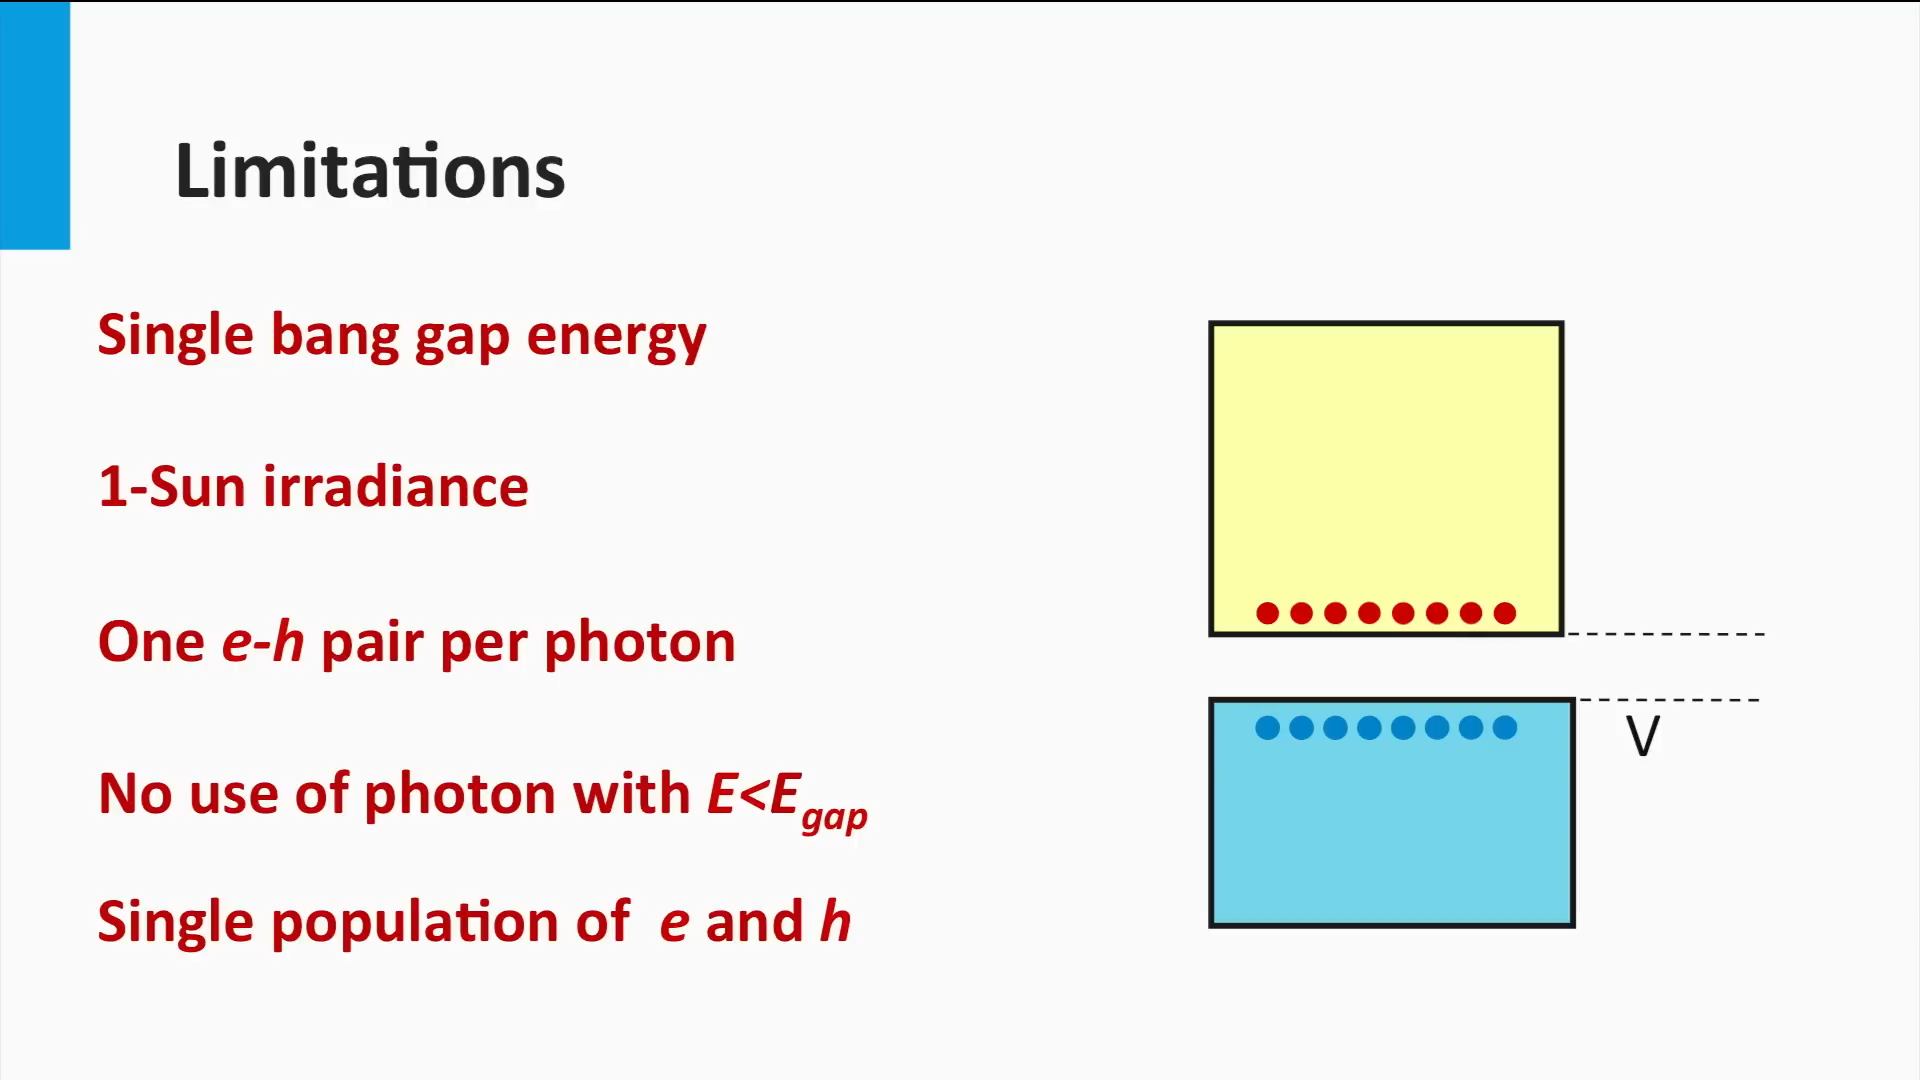 Limitations
Single bang gap energy
1-Sun irradiance
One e-h pair per photon
No use of photon with E<Egap
Single population of e and h
V